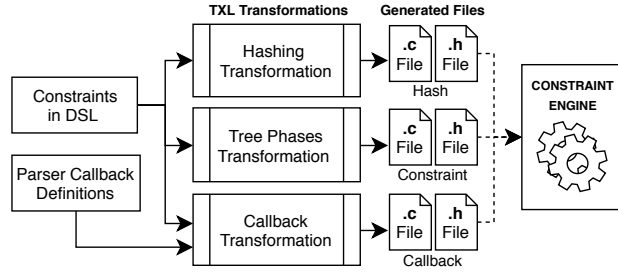 TXL Transformations
Generated Files
Constraints
in DSL
Parser Callback
Definitions
Hashing
Transformation
.c
File
.h
File
Hash
Tree Phases
Transformation
.c
File
.h
File
Constraint
Callback
Transformation
.c
File
.h
File
Callback
CONSTRAINT
ENGINE